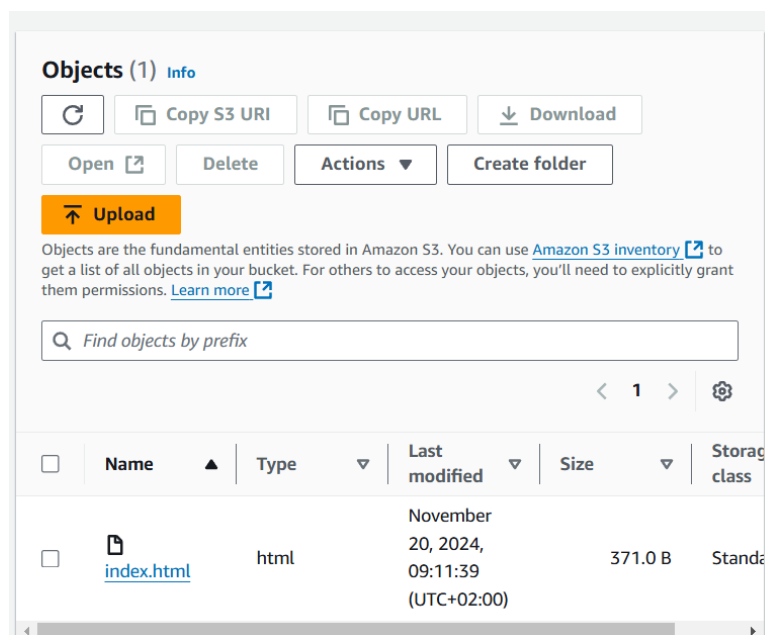 Objects (1) Info
Copy S3 URI Copy URL Download
Open Delete Actions Create folder
Upload
Objects are the fundamental entities stored in Amazon S3. You can use Amazon S3 inventory to
get a list of all objects in your bucket. For others to access your objects, you’ll need to explicitly grant
them permissions. Learn more
Find objects by prefix
1
Name Type Last modified Size Storag class
index.html html November 20, 2024, 09:11:39 (UTC+02:00) 371.0 B Standa